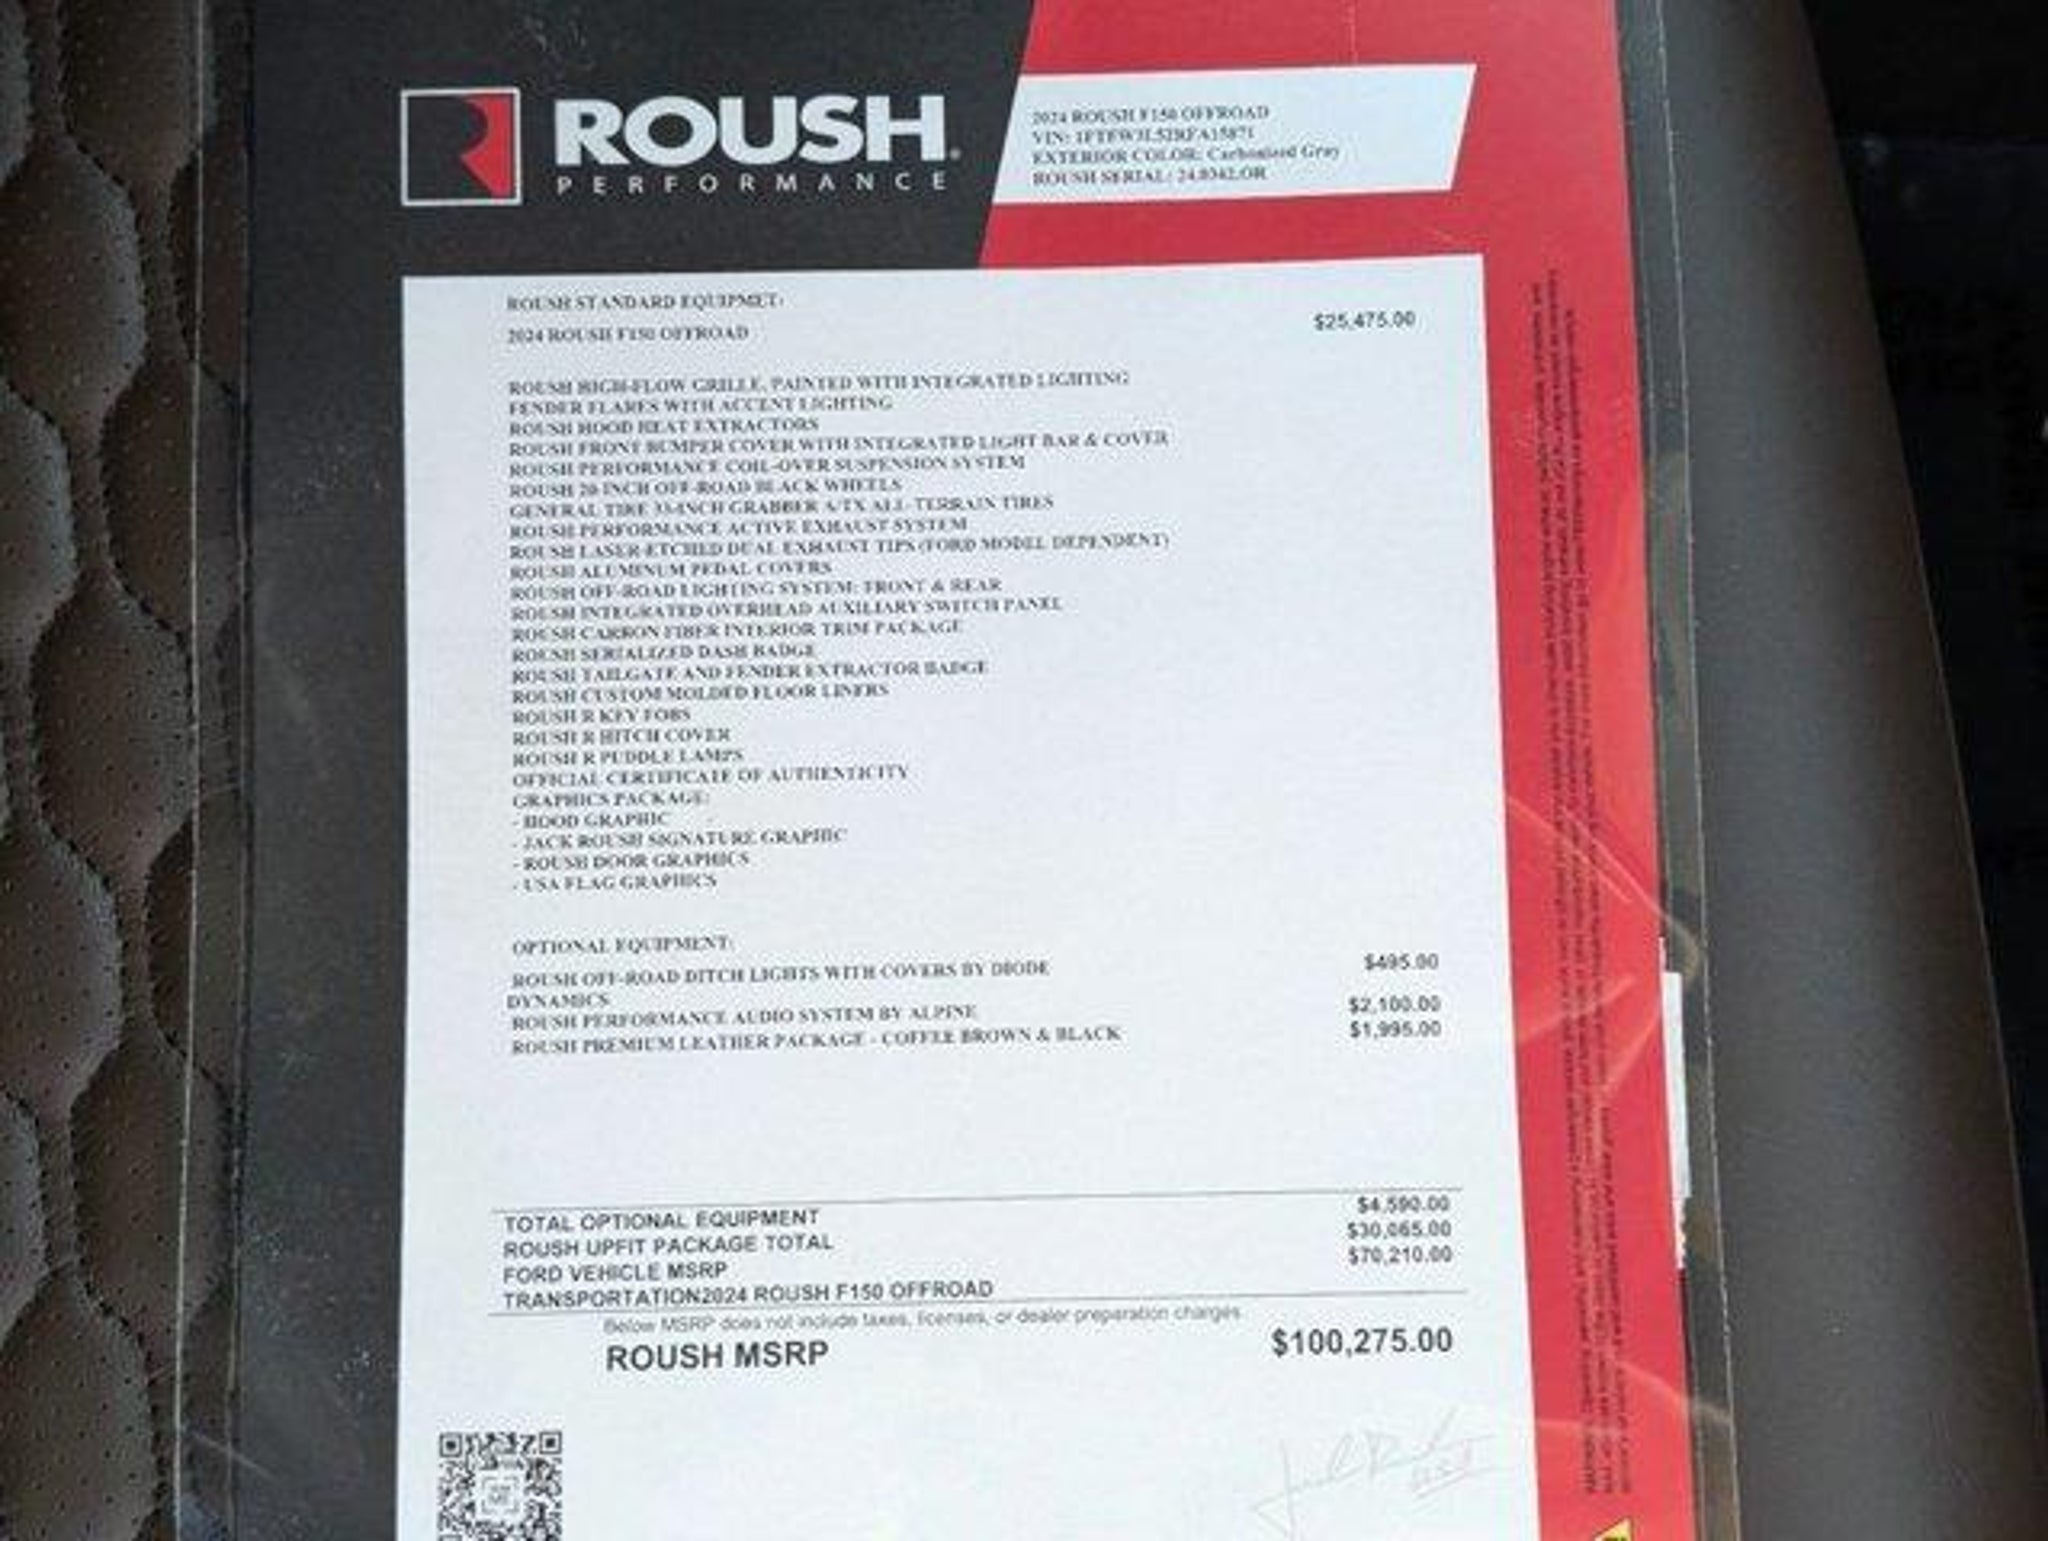 ROUSH
PERFORMANCE
2024 ROUSH F150 OFFROAD
VIN:
EXTERIOR COLOR: Carbonized Gray
ROUSH SERIAL: 24.0342.OR
ROUSH STANDARD EQUIPMET:
2024 ROUSH F150 OFFROAD $25,475.00
ROUSH HIGH-FLOW GRILLE, PAINTED WITH INTEGRATED LIGHTING
FENDER FLARES WITH ACCENT LIGHTING
ROUSH HOOD HEAT EXTRACTORS
ROUSH FRONT BUMPER COVER WITH INTEGRATED LIGHT BAR & COVER
ROUSH PERFORMANCE COIL-OVER SUSPENSION SYSTEM
ROUSH 20-INCH OFF-ROAD BLACK WHEELS
GENERAL TIRE 33-INCH GRABBER A/TX ALL-TERRAIN TIRES
ROUSH PERFORMANCE ACTIVE EXHAUST SYSTEM
ROUSH LASER-ETCHED DUAL EXHAUST TIPS (FORD MODEL DEPENDENT)
ROUSH ALUMINUM PEDAL COVERS
ROUSH OFF-ROAD LIGHTING SYSTEM: FRONT & REAR
ROUSH INTEGRATED OVERHEAD AUXILIARY SWITCH PANEL
ROUSH CARBON FIBER INTERIOR TRIM PACKAGE
ROUSH SERIALIZED DASH BADGE
ROUSH TAILGATE AND FENDER EXTRACTOR BADGE
ROUSH CUSTOM MOLDED FLOOR LINERS
ROUSH R KEY FOBS
ROUSH R HITCH COVER
ROUSH R PUDDLE LAMPS
OFFICIAL CERTIFICATE OF AUTHENTICITY
GRAPHICS PACKAGE:
- HOOD GRAPHIC
- JACK ROUSH SIGNATURE GRAPHIC
- ROUSH DOOR GRAPHICS
- USA FLAG GRAPHICS
OPTIONAL EQUIPMENT:
ROUSH OFF-ROAD DITCH LIGHTS WITH COVERS BY DIODE $495.00
DYNAMICS
ROUSH PERFORMANCE AUDIO SYSTEM BY ALPINE $2,100.00
ROUSH PREMIUM LEATHER PACKAGE - COFFEE BROWN & BLACK $1,995.00
TOTAL OPTIONAL EQUIPMENT $4,590.00
ROUSH UPFIT PACKAGE TOTAL $30,065.00
FORD VEHICLE MSRP $70,210.00
TRANSPORTATION2024 ROUSH F150 OFFROAD
Below MSRP does not include taxes, licenses, or dealer preparation charges
ROUSH MSRP $100,275.00